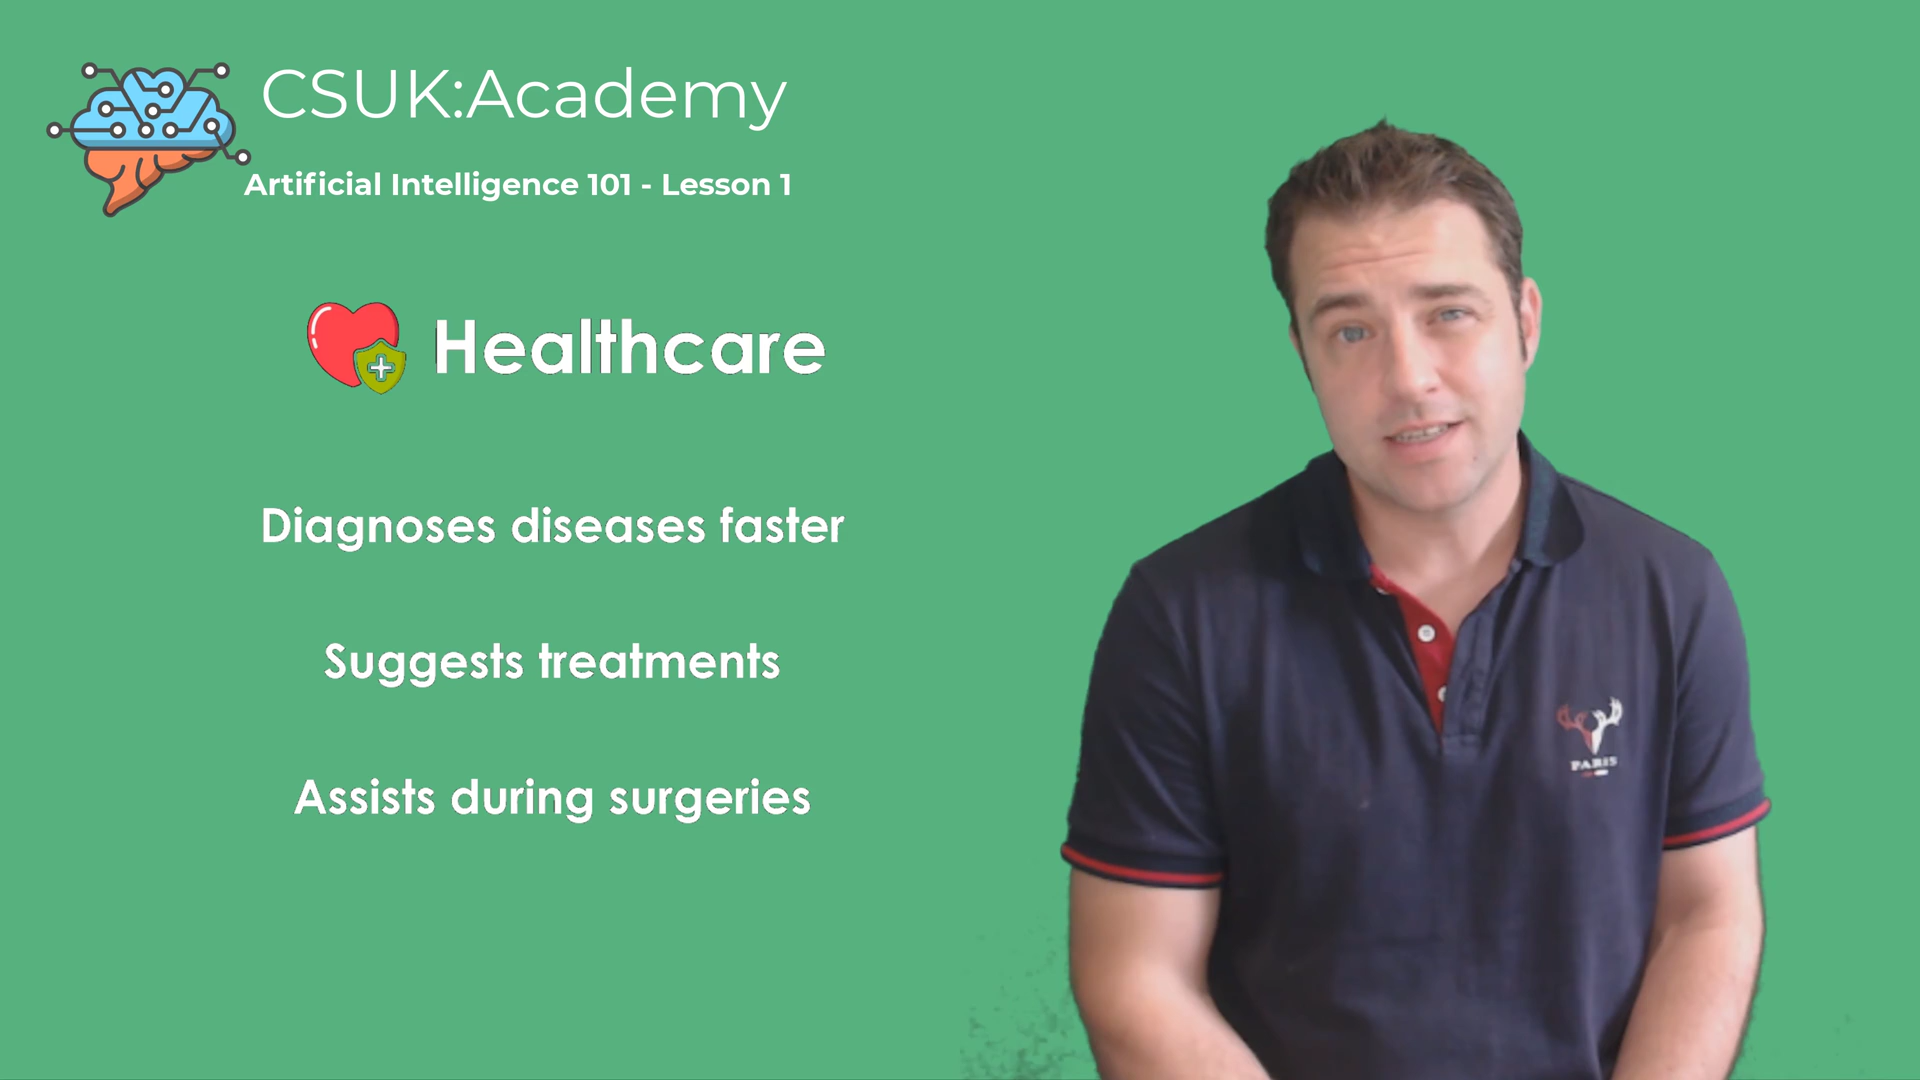 CSUK:Academy
Artificial Intelligence 101 - Lesson 1
Healthcare
Diagnoses diseases faster
Suggests treatments
Assists during surgeries
PARIS